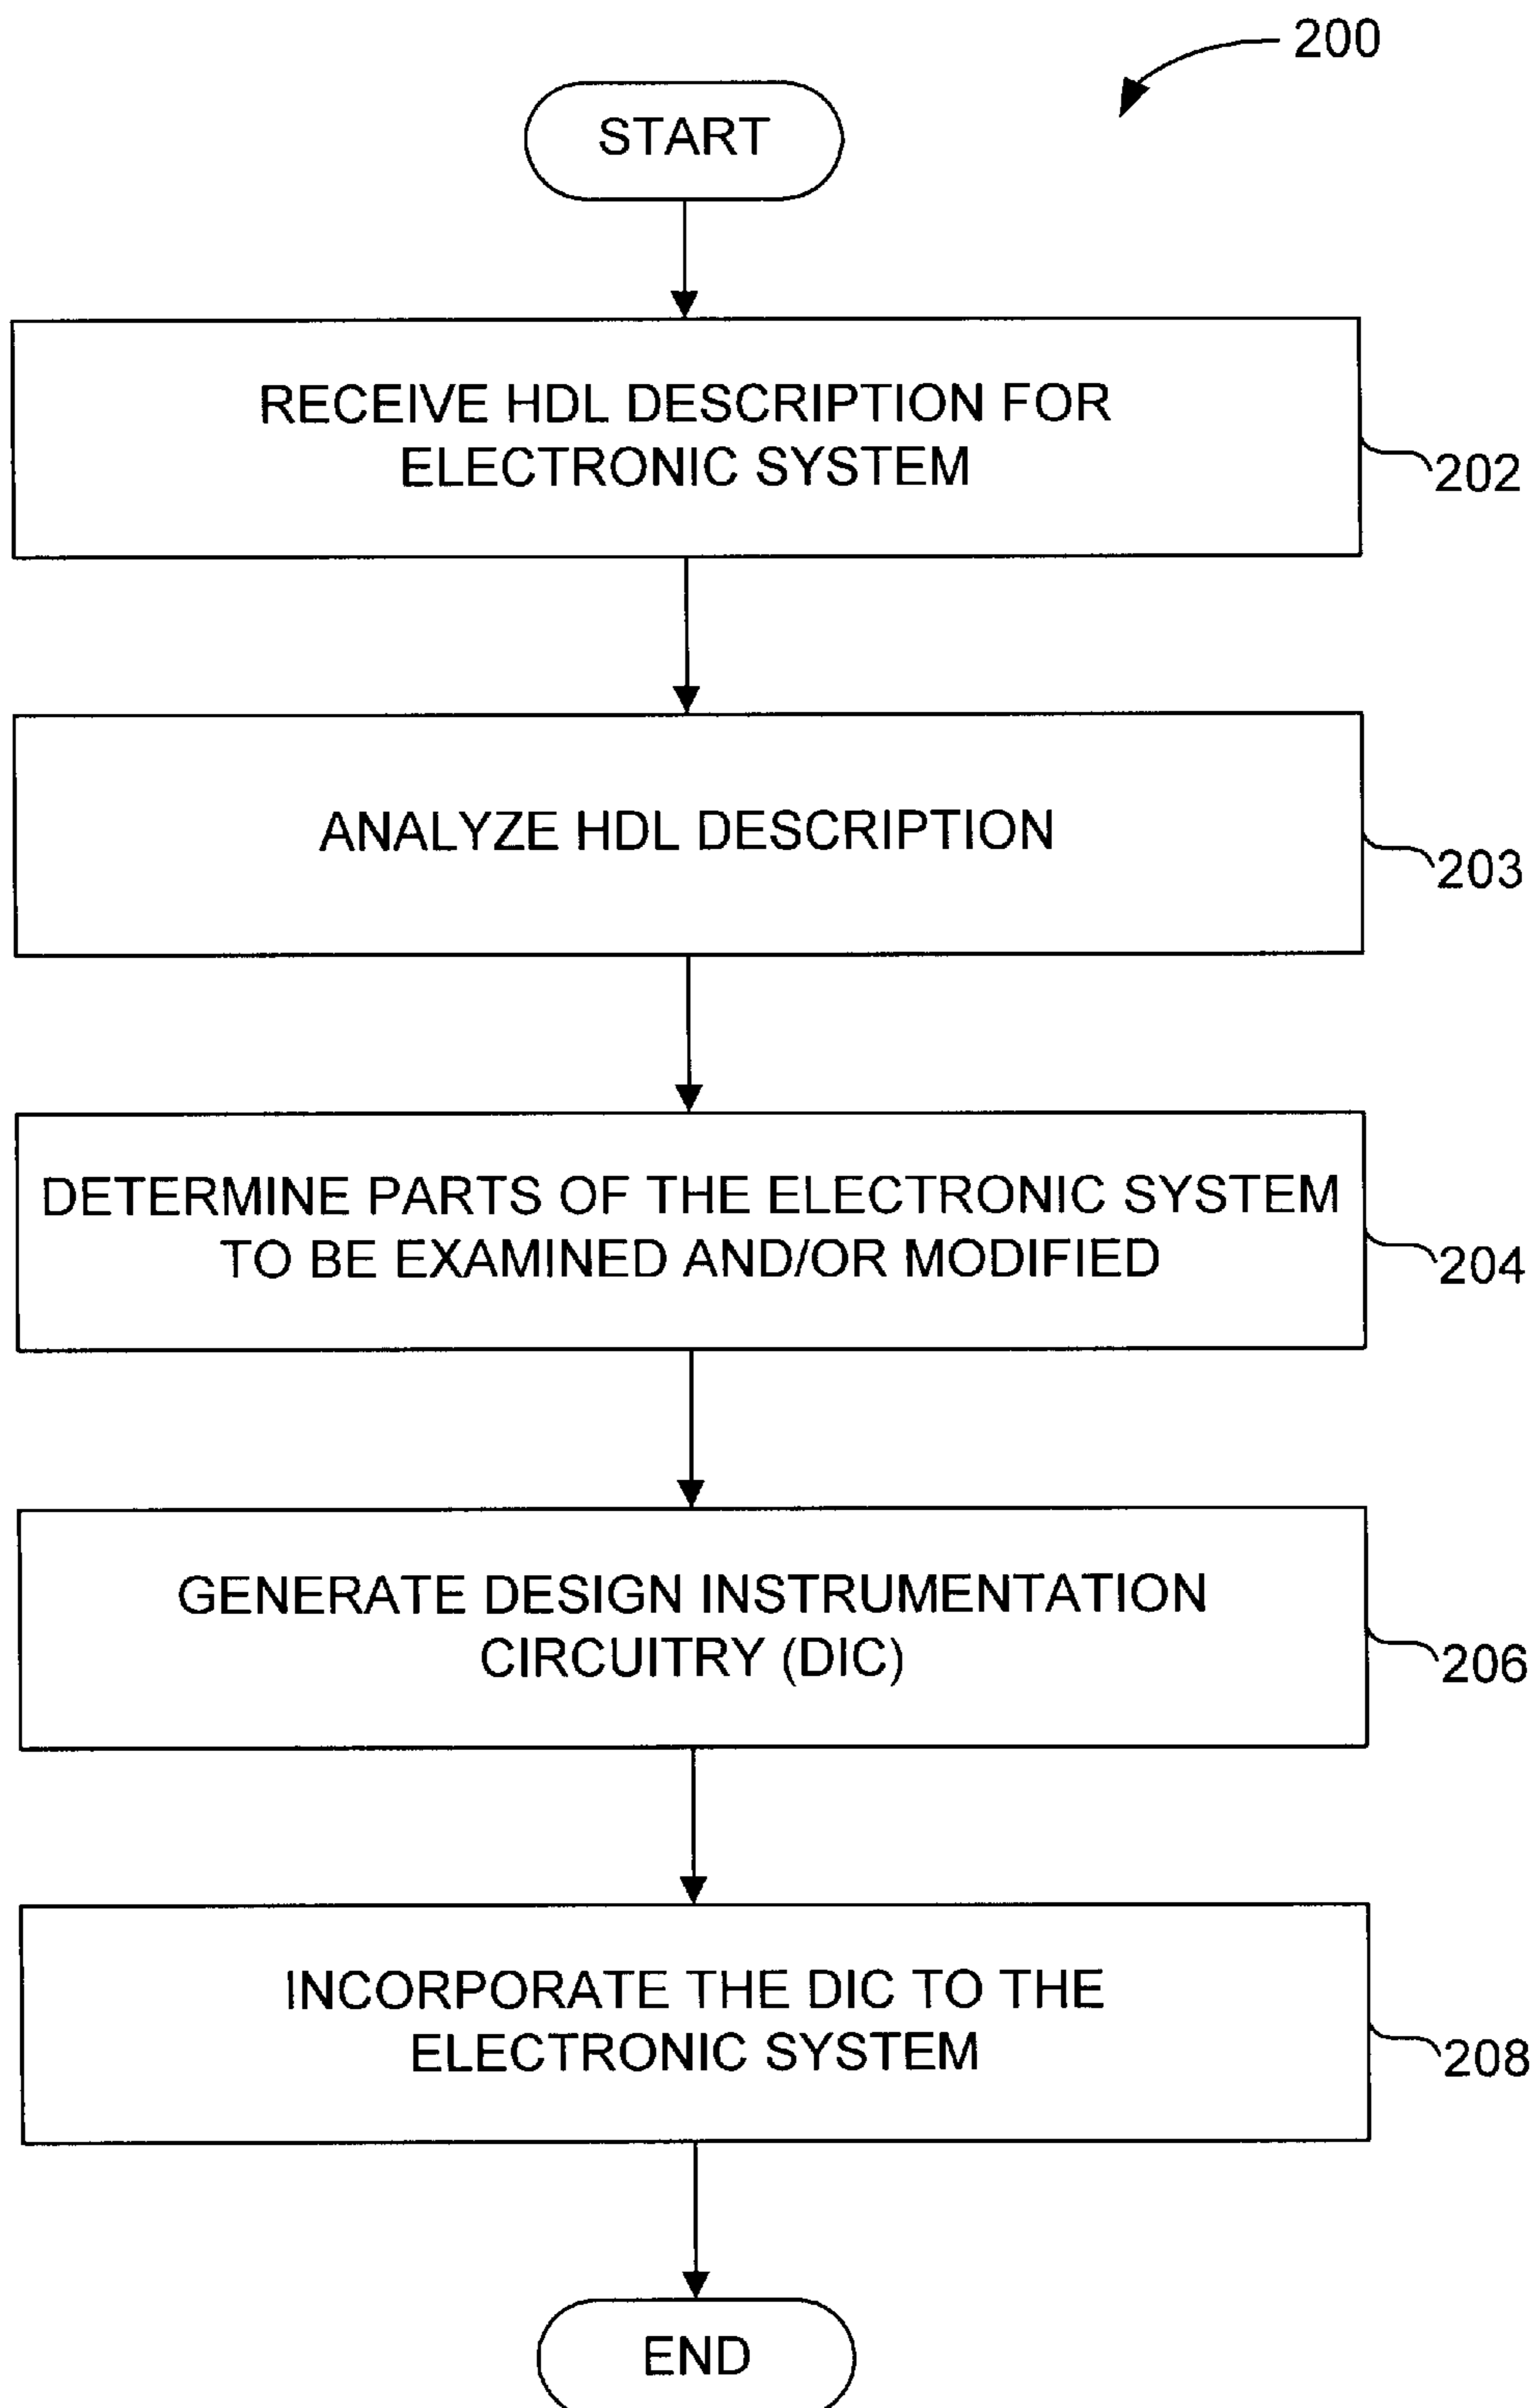 200
START
RECEIVE HDL DESCRIPTION FOR
ELECTRONIC SYSTEM
202
ANALYZE HDL DESCRIPTION
203
DETERMINE PARTS OF THE ELECTRONIC SYSTEM
TO BE EXAMINED AND/OR MODIFIED
204
GENERATE DESIGN INSTRUMENTATION
CIRCUITRY (DIC)
206
INCORPORATE THE DIC TO THE
ELECTRONIC SYSTEM
208
END